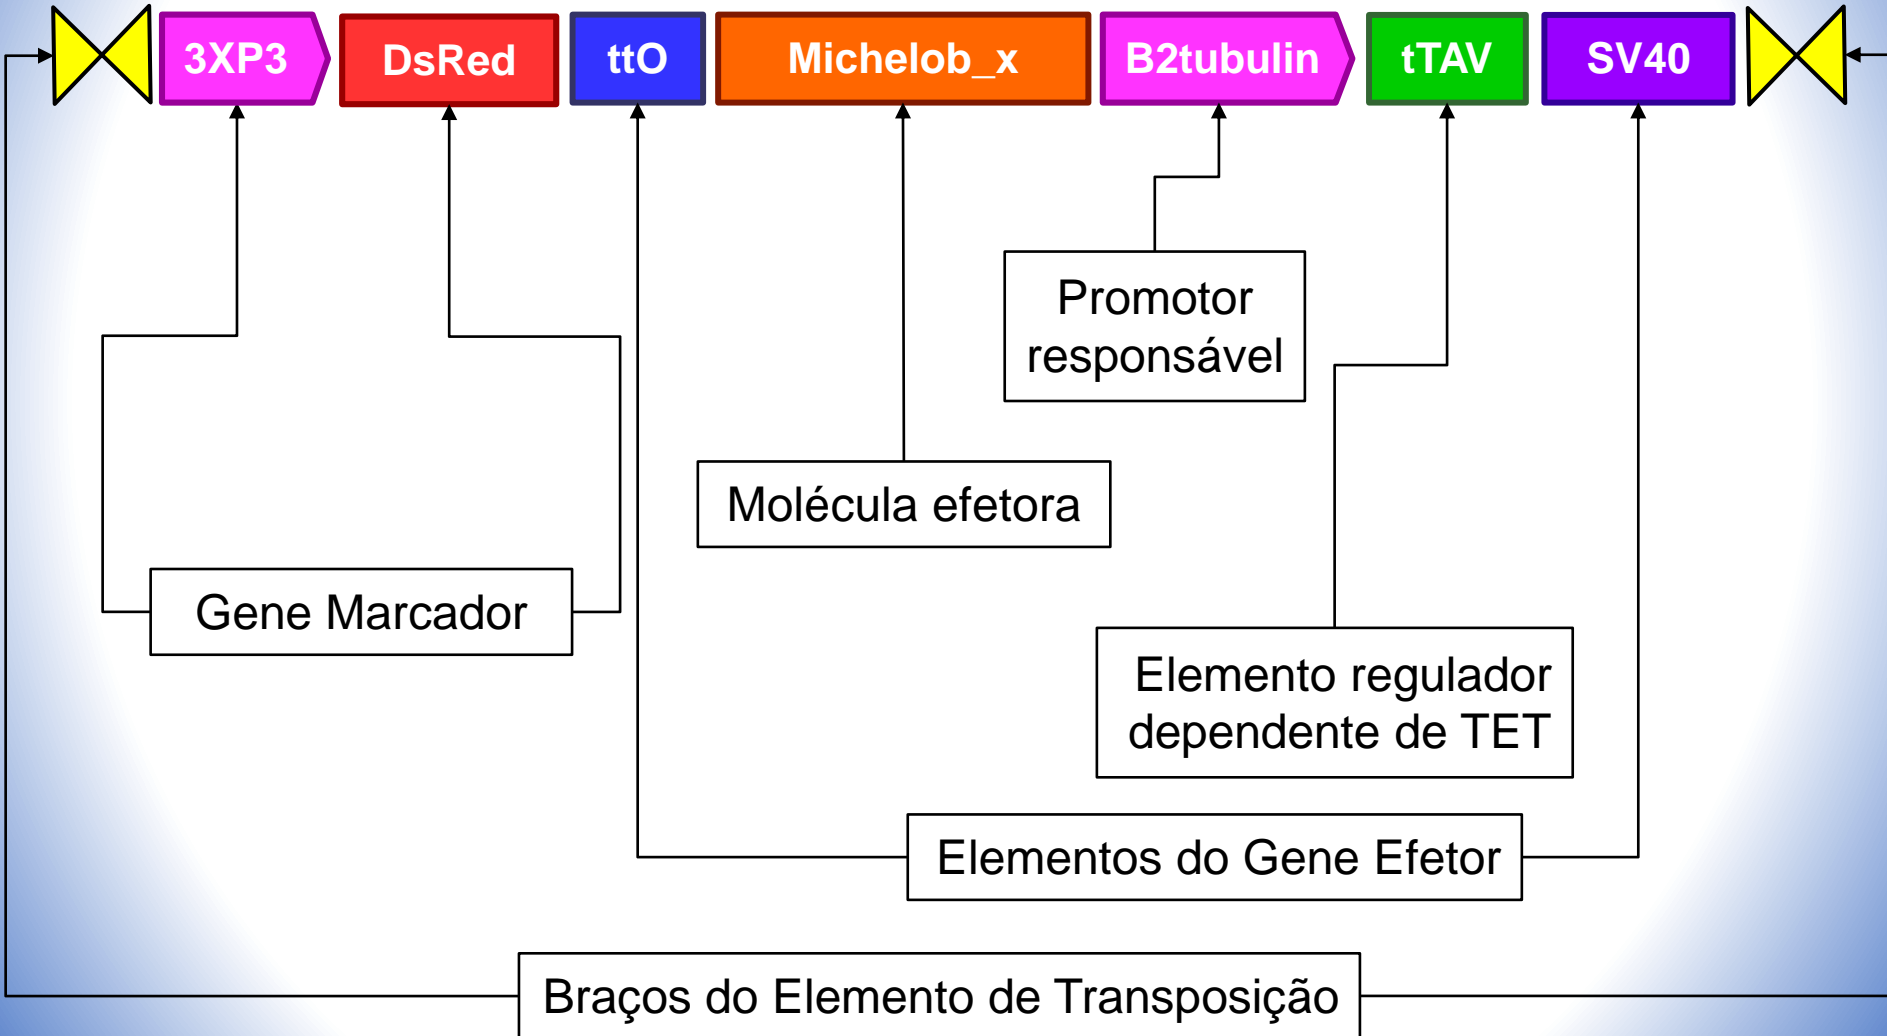 3XP3 DsRed ttO Michelob_x B2tubulin tTAV SV40
Promotor
responsável
Molécula efetora
Gene Marcador
Elemento regulador
dependente de TET
Elementos do Gene Efetor
Braços do Elemento de Transposição